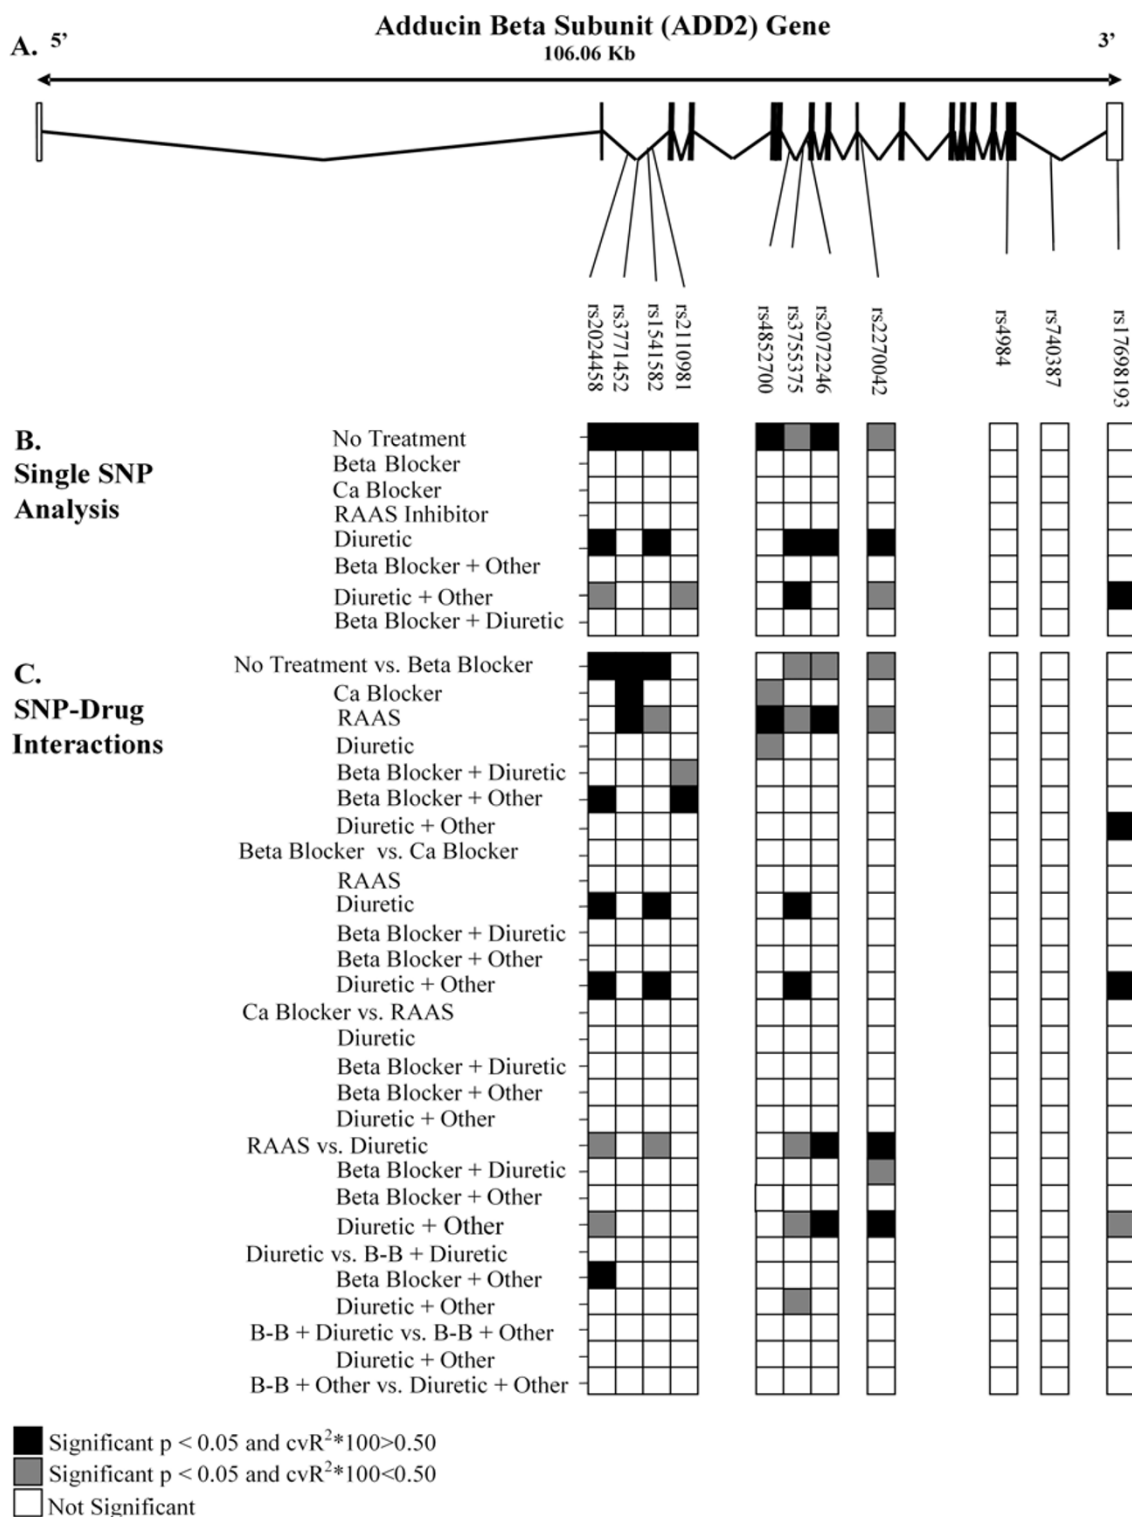 Adducin Beta Subunit (ADD2) Gene
A. 5’ 106.06 Kb 3’
rs2024458
rs3771452
rs1541582
rs2110981
rs4852700
rs3755375
rs2072246
rs2270042
rs4984
rs740387
rs17698193
B.
Single SNP
Analysis
No Treatment
Beta Blocker
Ca Blocker
RAAS Inhibitor
Diuretic
Beta Blocker + Other
Diuretic + Other
Beta Blocker + Diuretic
C.
SNP-Drug
Interactions
No Treatment vs. Beta Blocker
Ca Blocker
RAAS
Diuretic
Beta Blocker + Diuretic
Beta Blocker + Other
Diuretic + Other
Beta Blocker vs. Ca Blocker
RAAS
Diuretic
Beta Blocker + Diuretic
Beta Blocker + Other
Diuretic + Other
Ca Blocker vs. RAAS
Diuretic
Beta Blocker + Diuretic
Beta Blocker + Other
Diuretic + Other
RAAS vs. Diuretic
Beta Blocker + Diuretic
Beta Blocker + Other
Diuretic + Other
Diuretic vs. B-B + Diuretic
Beta Blocker + Other
Diuretic + Other
B-B + Diuretic vs. B-B + Other
Diuretic + Other
B-B + Other vs. Diuretic + Other
Significant p < 0.05 and cvR²*100>0.50
Significant p < 0.05 and cvR²*100<0.50
Not Significant